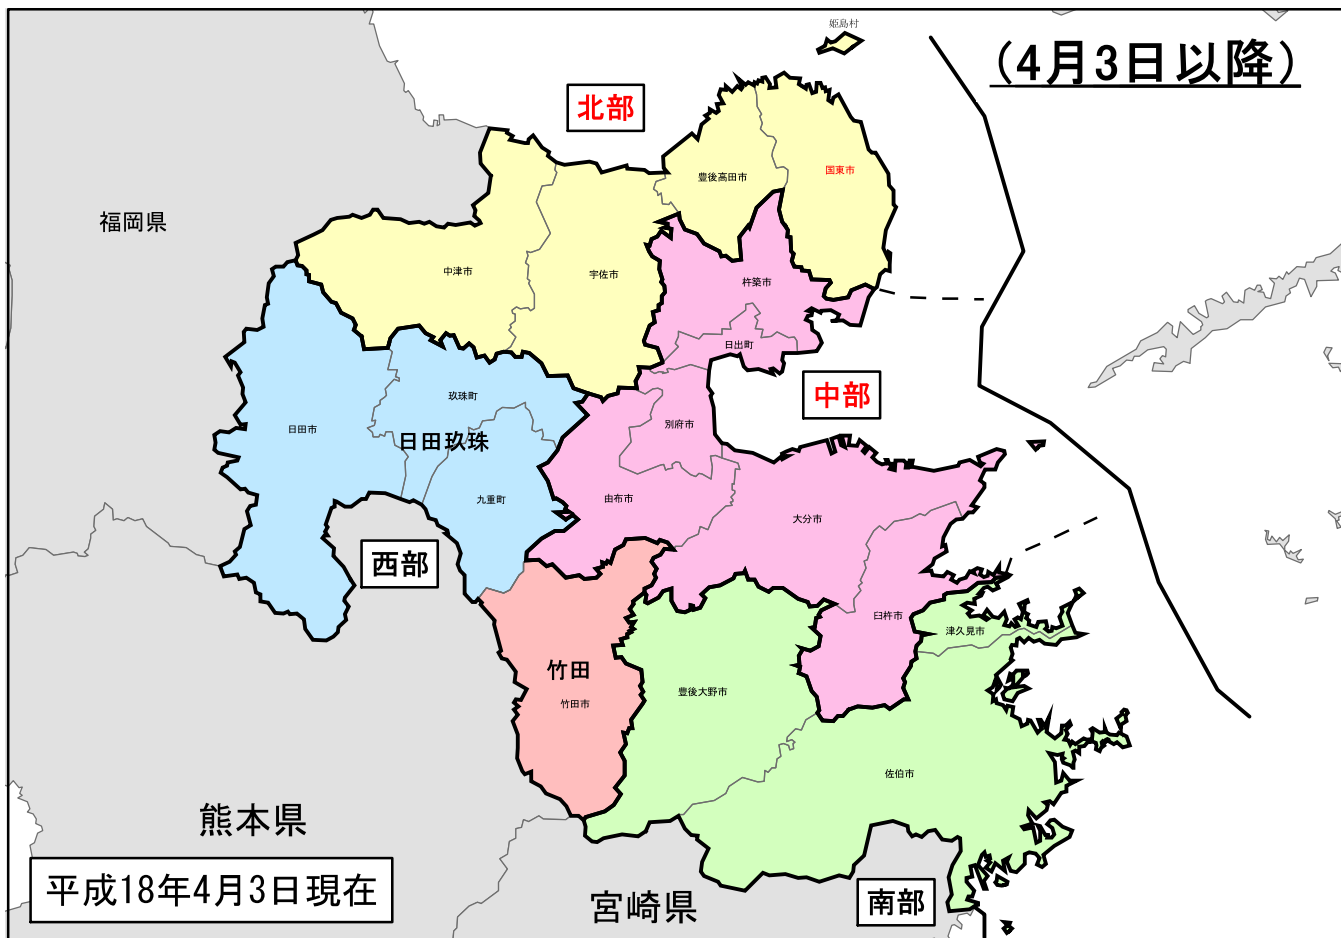 姫島村
(4月3日以降)
北部
豊後高田市
国東市
福岡県
中津市
宇佐市
杵築市
日出町
玖珠町
中部
別府市
日田市
日田玖珠
九重町
由布市
大分市
西部
臼杵市
津久見市
竹田
竹田市
豊後大野市
佐伯市
熊本県
平成18年4月3日現在
宮崎県
南部